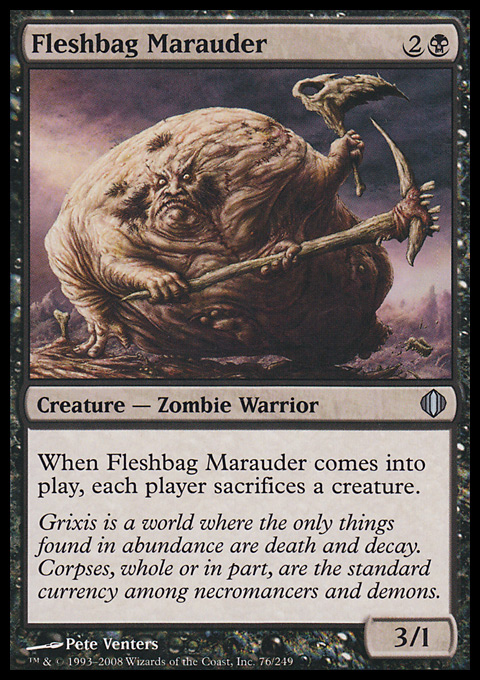 Fleshbag Marauder 2
Creature — Zombie Warrior
When Fleshbag Marauder comes into
play, each player sacrifices a creature.
Grixis is a world where the only things
found in abundance are death and decay.
Corpses, whole or in part, are the standard
currency among necromancers and demons.
Pete Venters
3/1
™ & © 1993–2008 Wizards of the Coast, Inc. 76/249